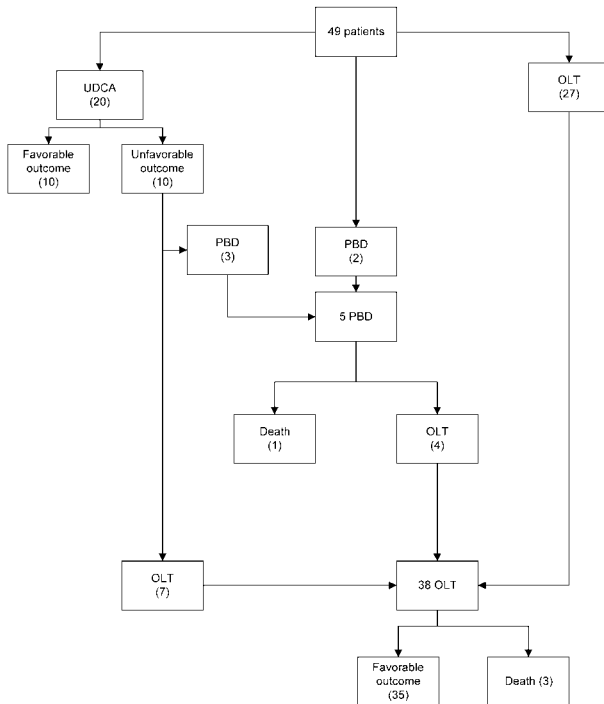 49 patients
UDCA
(20)
OLT
(27)
Favorable
outcome
(10)
Unfavorable
outcome
(10)
PBD
(3)
PBD
(2)
5 PBD
Death
(1)
OLT
(4)
OLT
(7)
38 OLT
Favorable
outcome
(35)
Death (3)